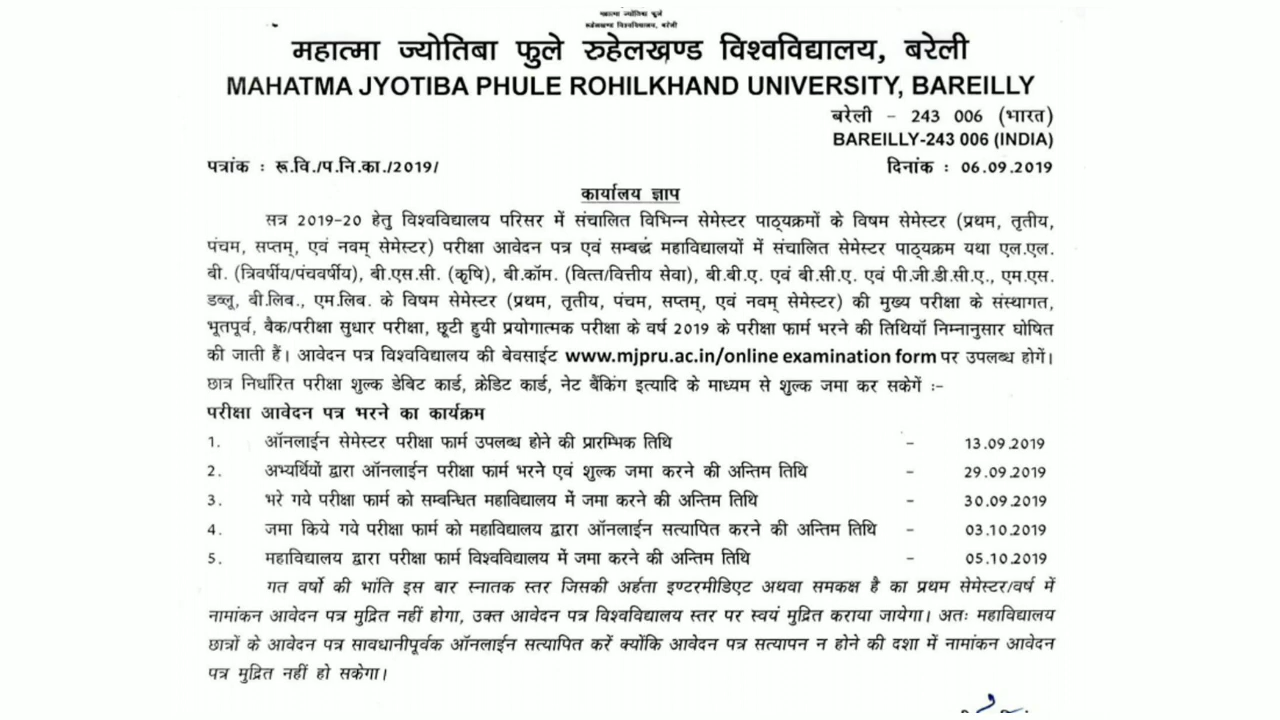 महात्मा ज्योतिबा फुले
रुहेलखण्ड विश्वविद्यालय, बरेली
महात्मा ज्योतिबा फुले रुहेलखण्ड विश्वविद्यालय, बरेली
MAHATMA JYOTIBA PHULE ROHILKHAND UNIVERSITY, BAREILLY
बरेली - 243 006 (भारत)
BAREILLY-243 006 (INDIA)
पत्रांक : रू.वि./प.नि.का./2019/ दिनांक : 06.09.2019
कार्यालय ज्ञाप
सत्र 2019-20 हेतु विश्वविद्यालय परिसर में संचालित विभिन्न सेमेस्टर पाठ्यक्रमों के विषम सेमेस्टर (प्रथम, तृतीय,
पंचम, सप्तम्, एवं नवम् सेमेस्टर) परीक्षा आवेदन पत्र एवं सम्बद्ध महाविद्यालयों में संचालित सेमेस्टर पाठ्यक्रम यथा एल.एल.
बी. (त्रिवर्षीय/पंचवर्षीय), बी.एस.सी. (कृषि), बी.कॉम. (वित्त/वित्तीय सेवा), बी.बी.ए. एवं बी.सी.ए. एवं पी.जी.डी.सी.ए., एम.एस.
डब्लू, बी.लिब., एम.लिब. के विषम सेमेस्टर (प्रथम, तृतीय, पंचम, सप्तम्, एवं नवम् सेमेस्टर) की मुख्य परीक्षा के संस्थागत,
भूतपूर्व, बैक/परीक्षा सुधार परीक्षा, छूटी हुयी प्रयोगात्मक परीक्षा के वर्ष 2019 के परीक्षा फार्म भरने की तिथियॉ निम्नानुसार घोषित
की जाती हैं। आवेदन पत्र विश्वविद्यालय की बेवसाईट www.mjpru.ac.in/online examination form पर उपलब्ध होगें।
छात्र निर्धारित परीक्षा शुल्क डेबिट कार्ड, क्रेडिट कार्ड, नेट बैंकिंग इत्यादि के माध्यम से शुल्क जमा कर सकेगें :-
परीक्षा आवेदन पत्र भरने का कार्यक्रम
1. ऑनलाईन सेमेस्टर परीक्षा फार्म उपलब्ध होने की प्रारम्भिक तिथि - 13.09.2019
2. अभ्यर्थियों द्वारा ऑनलाईन परीक्षा फार्म भरने एवं शुल्क जमा करने की अन्तिम तिथि - 29.09.2019
3. भरे गये परीक्षा फार्म को सम्बन्धित महाविद्यालय में जमा करने की अन्तिम तिथि - 30.09.2019
4. जमा किये गये परीक्षा फार्म को महाविद्यालय द्वारा ऑनलाईन सत्यापित करने की अन्तिम तिथि - 03.10.2019
5. महाविद्यालय द्वारा परीक्षा फार्म विश्वविद्यालय में जमा करने की अन्तिम तिथि - 05.10.2019
गत वर्षो की भांति इस बार स्नातक स्तर जिसकी अर्हता इण्टरमीडिएट अथवा समकक्ष है का प्रथम सेमेस्टर/वर्ष में
नामांकन आवेदन पत्र मुद्रित नहीं होगा, उक्त आवेदन पत्र विश्वविद्यालय स्तर पर स्वयं मुद्रित कराया जायेगा। अतः महाविद्यालय
छात्रों के आवेदन पत्र सावधानीपूर्वक ऑनलाईन सत्यापित करें क्योंकि आवेदन पत्र सत्यापन न होने की दशा में नामांकन आवेदन
पत्र मुद्रित नहीं हो सकेगा।